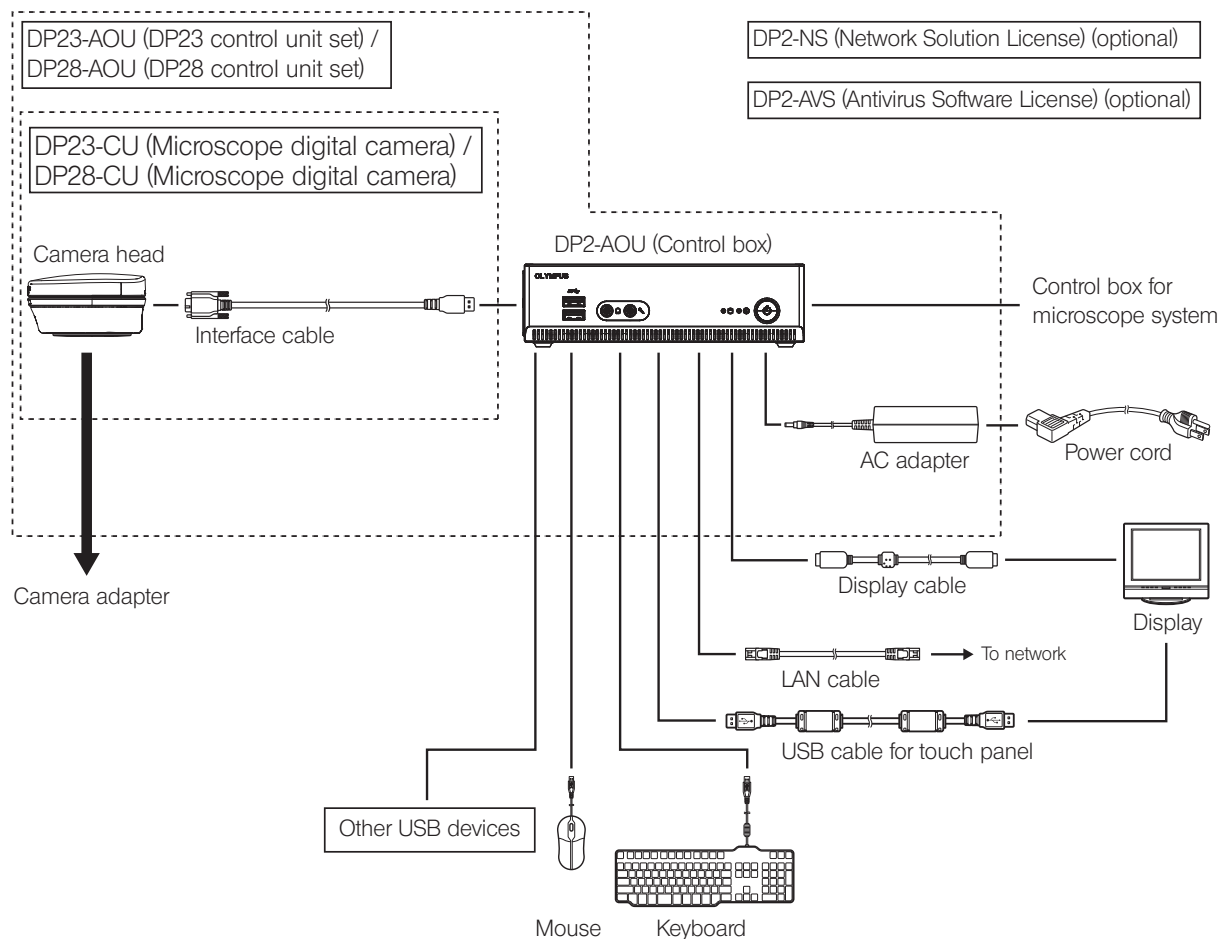 DP23-AOU (DP23 control unit set) /
DP28-AOU (DP28 control unit set)
DP2-NS (Network Solution License) (optional)
DP2-AVS (Antivirus Software License) (optional)
DP23-CU (Microscope digital camera) /
DP28-CU (Microscope digital camera)
Camera head
DP2-AOU (Control box)
OLYMPUS
Interface cable
Control box for
microscope system
AC adapter
Power cord
Camera adapter
Display cable
Display
To network
LAN cable
USB cable for touch panel
Other USB devices
Mouse
Keyboard